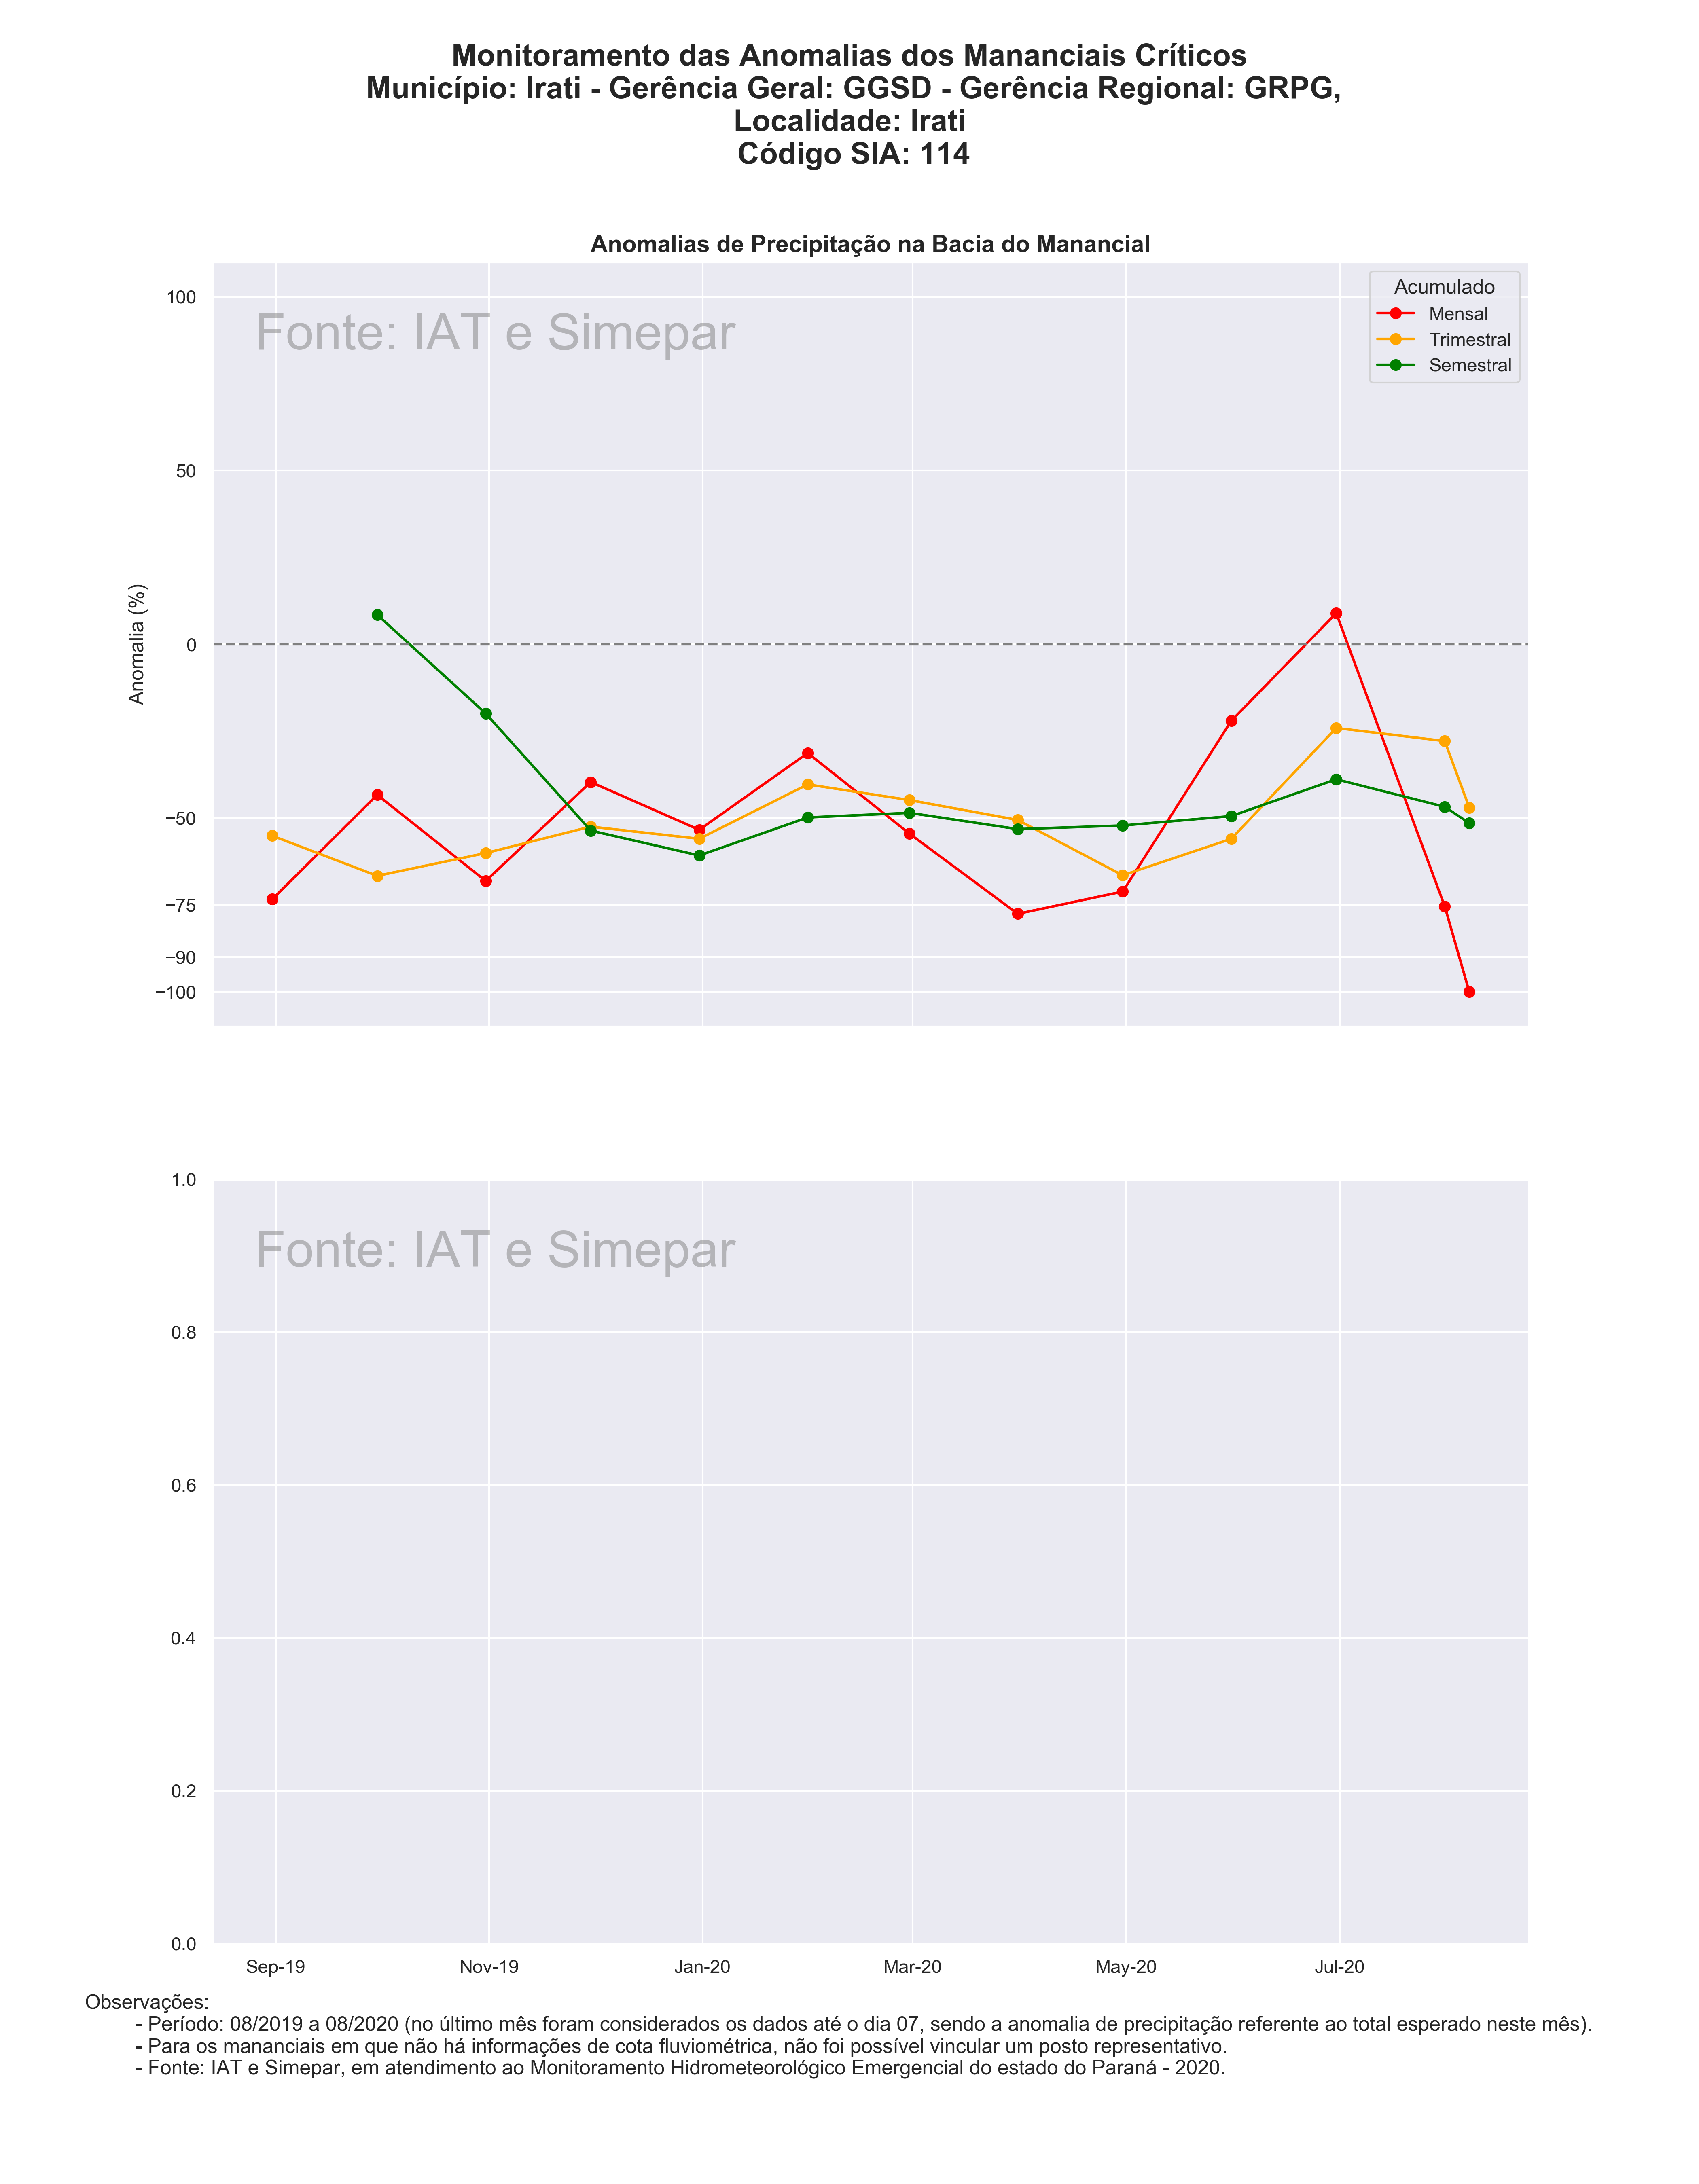 Monitoramento das Anomalias dos Mananciais Críticos
Município: Irati - Gerência Geral: GGSD - Gerência Regional: GRPG,
Localidade: Irati
Código SIA: 114
Anomalias de Precipitação na Bacia do Manancial
Fonte: IAT e Simepar
Acumulado
Mensal
Trimestral
Semestral
Anomalia (%)
100
50
0
−50
−75
−90
−100
Fonte: IAT e Simepar
1.0
0.8
0.6
0.4
0.2
0.0
Sep-19 Nov-19 Jan-20 Mar-20 May-20 Jul-20
Observações:
- Período: 08/2019 a 08/2020 (no último mês foram considerados os dados até o dia 07, sendo a anomalia de precipitação referente ao total esperado neste mês).
- Para os mananciais em que não há informações de cota fluviométrica, não foi possível vincular um posto representativo.
- Fonte: IAT e Simepar, em atendimento ao Monitoramento Hidrometeorológico Emergencial do estado do Paraná - 2020.